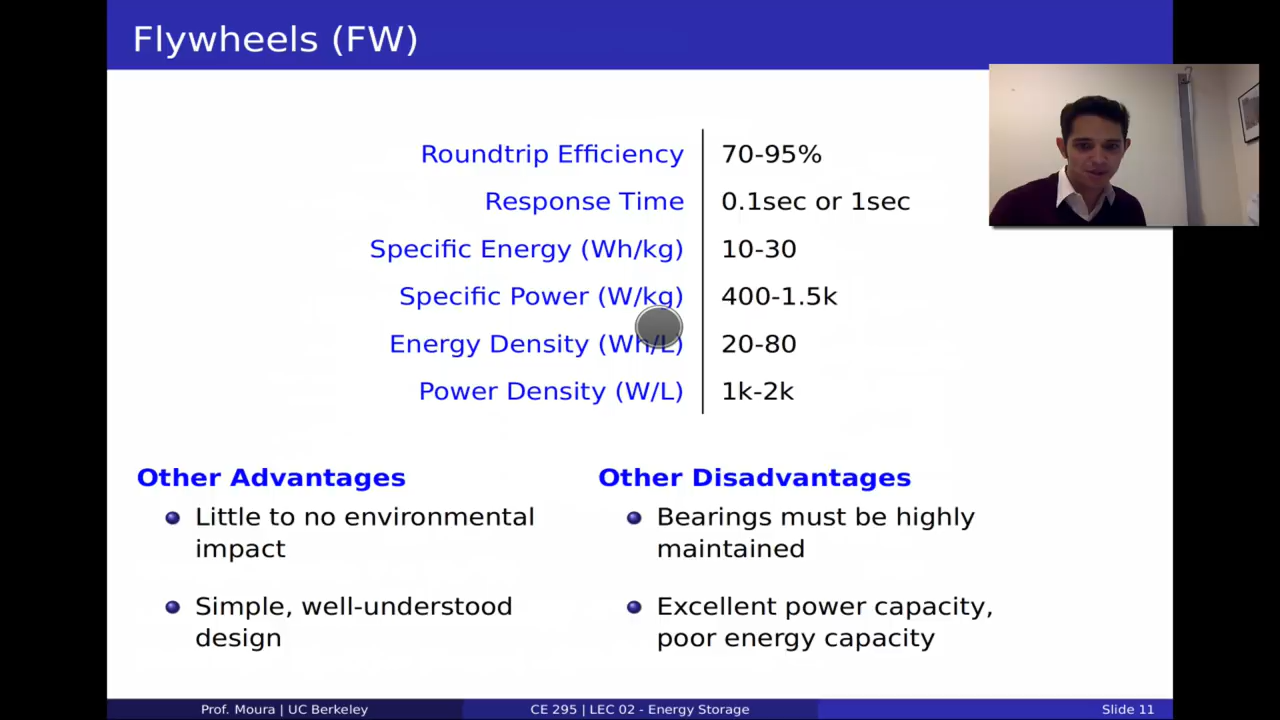 Flywheels (FW)
Roundtrip Efficiency 70-95%
Response Time 0.1sec or 1sec
Specific Energy (Wh/kg) 10-30
Specific Power (W/kg) 400-1.5k
Energy Density (Wh/L) 20-80
Power Density (W/L) 1k-2k
Other Advantages
Little to no environmental
impact
Simple, well-understood
design
Other Disadvantages
Bearings must be highly
maintained
Excellent power capacity,
poor energy capacity
Prof. Moura | UC Berkeley
CE 295 | LEC 02 - Energy Storage
Slide 11